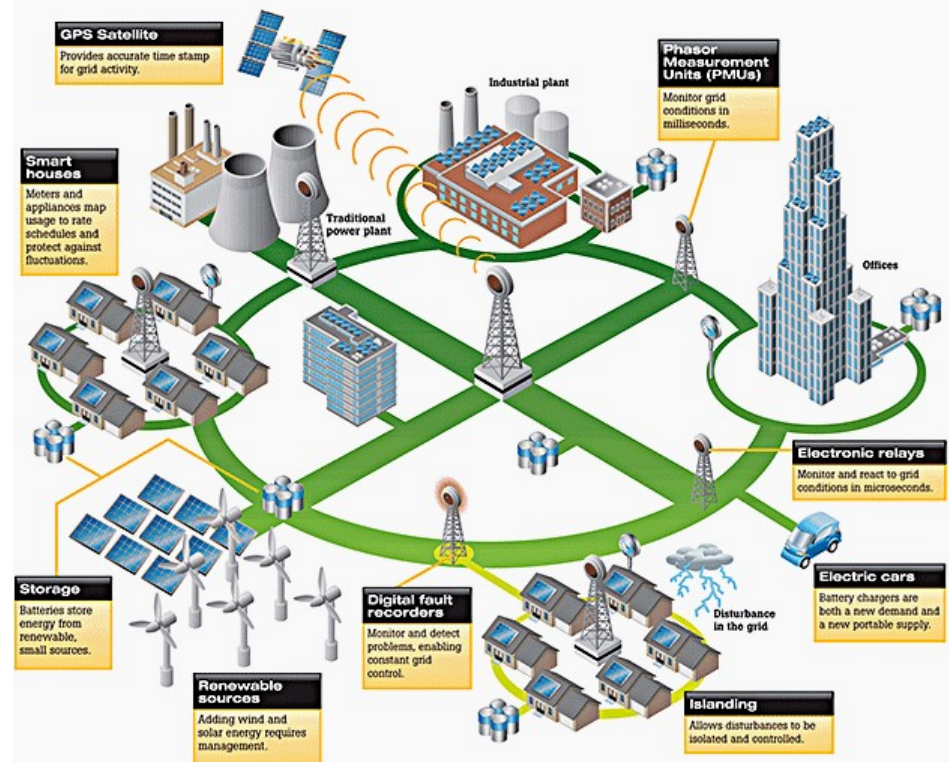 GPS Satellite
Provides accurate time stamp
for grid activity.
Industrial plant
Phasor
Measurement
Units (PMUs)
Monitor grid
conditions in
milliseconds.
Smart
houses
Meters and
appliances map
usage to rate
schedules and
protect against
fluctuations.
Traditional
power plant
Offices
Electronic relays
Monitor and react to grid
conditions in microseconds.
Storage
Batteries store
energy from
renewable,
small sources.
Digital fault
recorders
Monitor and detect
problems, enabling
constant grid
control.
Disturbance
in the grid
Electric cars
Battery chargers are
both a new demand and
a new portable supply.
Renewable
sources
Adding wind and
solar energy requires
management.
Islanding
Allows disturbances to be
isolated and controlled.